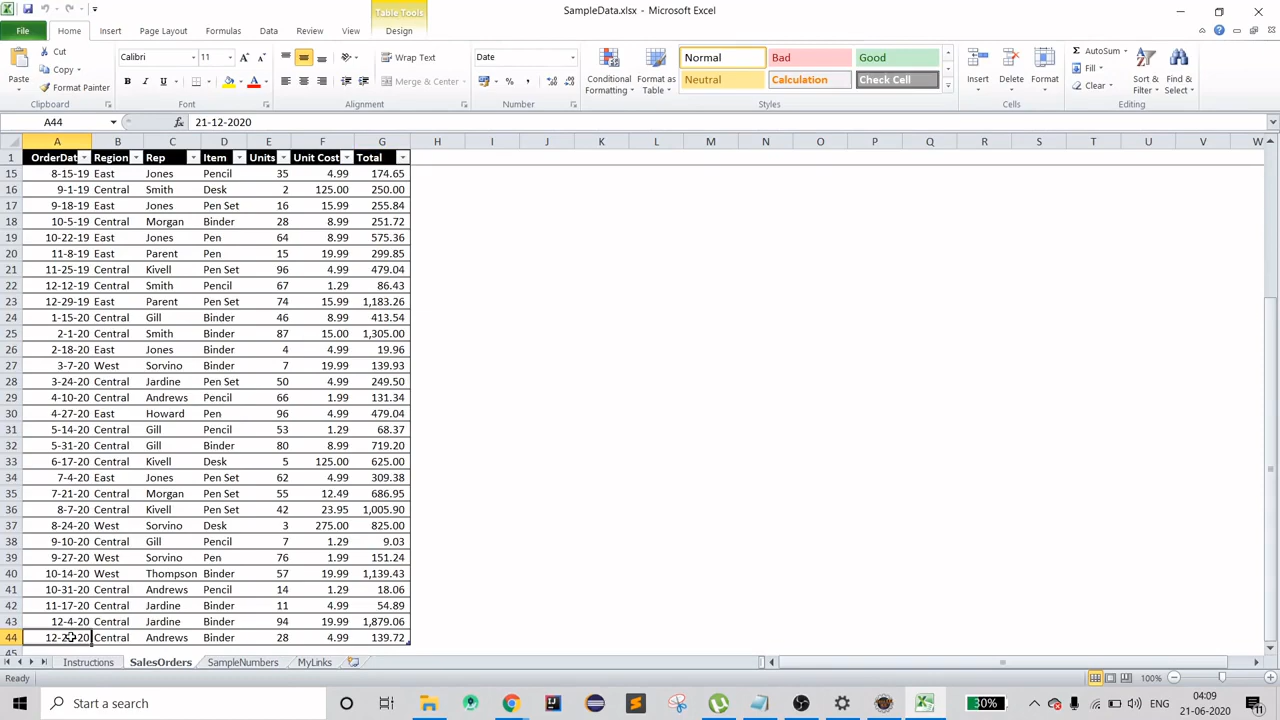 SampleData.xlsx - Microsoft Excel
Table Tools
File Home Insert Page Layout Formulas Data Review View Design
Paste Cut Copy Format Painter Clipboard
Calibri 11 A A B I U A Font
Wrap Text Merge & Center Alignment
Date % , Number
Conditional Formatting Format as Table
Normal Bad Good
Neutral Calculation Check Cell
Styles
Insert Delete Format Cells
AutoSum Fill Clear Sort & Filter Find & Select Editing
A44 fx 21-12-2020
A B C D E F G H I J K L M N O P Q R S T U V W
1 OrderDat Region Rep Item Units Unit Cost Total
15 8-15-19 East Jones Pencil 35 4.99 174.65
16 9-1-19 Central Smith Desk 2 125.00 250.00
17 9-18-19 East Jones Pen Set 16 15.99 255.84
18 10-5-19 Central Morgan Binder 28 8.99 251.72
19 10-22-19 East Jones Pen 64 8.99 575.36
20 11-8-19 East Parent Pen 15 19.99 299.85
21 11-25-19 Central Kivell Pen Set 96 4.99 479.04
22 12-12-19 Central Smith Pencil 67 1.29 86.43
23 12-29-19 East Parent Pen Set 74 15.99 1,183.26
24 1-15-20 Central Gill Binder 46 8.99 413.54
25 2-1-20 Central Smith Binder 87 15.00 1,305.00
26 2-18-20 East Jones Binder 4 4.99 19.96
27 3-7-20 West Sorvino Binder 7 19.99 139.93
28 3-24-20 Central Jardine Pen Set 50 4.99 249.50
29 4-10-20 Central Andrews Pencil 66 1.99 131.34
30 4-27-20 East Howard Pen 96 4.99 479.04
31 5-14-20 Central Gill Pencil 53 1.29 68.37
32 5-31-20 Central Gill Binder 80 8.99 719.20
33 6-17-20 Central Kivell Desk 5 125.00 625.00
34 7-4-20 East Jones Pen Set 62 4.99 309.38
35 7-21-20 Central Morgan Pen Set 55 12.49 686.95
36 8-7-20 Central Kivell Pen Set 42 23.95 1,005.90
37 8-24-20 West Sorvino Desk 3 275.00 825.00
38 9-10-20 Central Gill Pencil 7 1.29 9.03
39 9-27-20 West Sorvino Pen 76 1.99 151.24
40 10-14-20 West Thompson Binder 57 19.99 1,139.43
41 10-31-20 Central Andrews Pencil 14 1.29 18.06
42 11-17-20 Central Jardine Binder 11 4.99 54.89
43 12-4-20 Central Jardine Binder 94 19.99 1,879.06
44 Central Andrews Binder 28 4.99 139.72
45
Instructions SalesOrders SampleNumbers MyLinks
Ready 100%
Start a search 30% ENG 04:09
21-06-2020 11